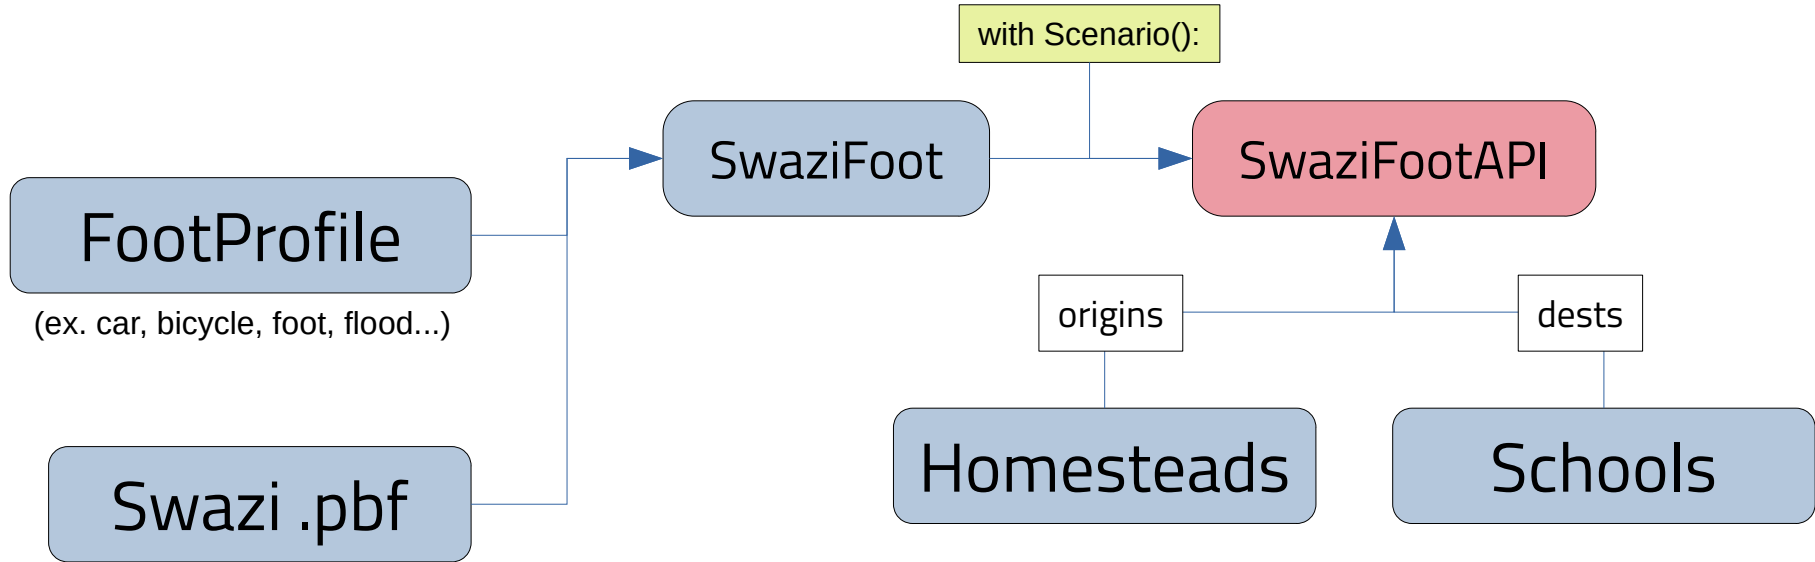 with Scenario():
SwaziFoot
SwaziFootAPI
FootProfile
(ex. car, bicycle, foot, flood...)
origins
dests
Homesteads
Schools
Swazi .pbf